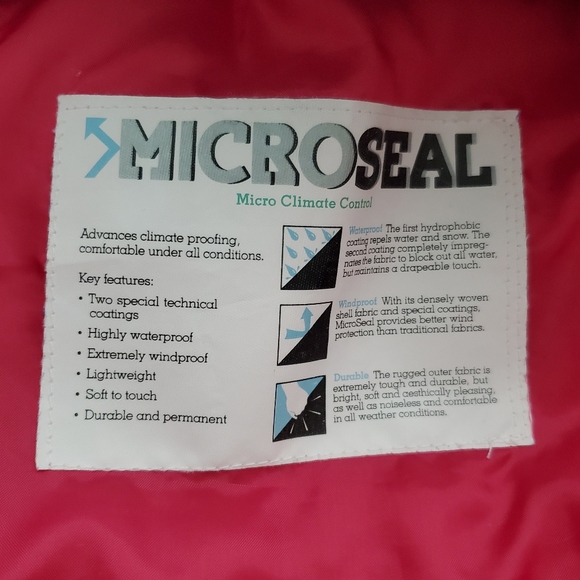 MICROSEAL
Micro Climate Control
Advances climate proofing,
comfortable under all conditions.
Key features:
• Two special technical
coatings
• Highly waterproof
• Extremely windproof
• Lightweight
• Soft to touch
• Durable and permanent
Waterproof The first hydrophobic
coating repels water and snow. The
second coating completely impreg-
nates the fabric to block out all water,
but maintains a drapeable touch.
Windproof With its densely woven
shell fabric and special coatings,
MicroSeal provides better wind
protection than traditional fabrics.
Durable The rugged outer fabric is
extremely tough and durable, but
bright, soft and aesthically pleasing,
as well as noiseless and comfortable
in all weather conditions.